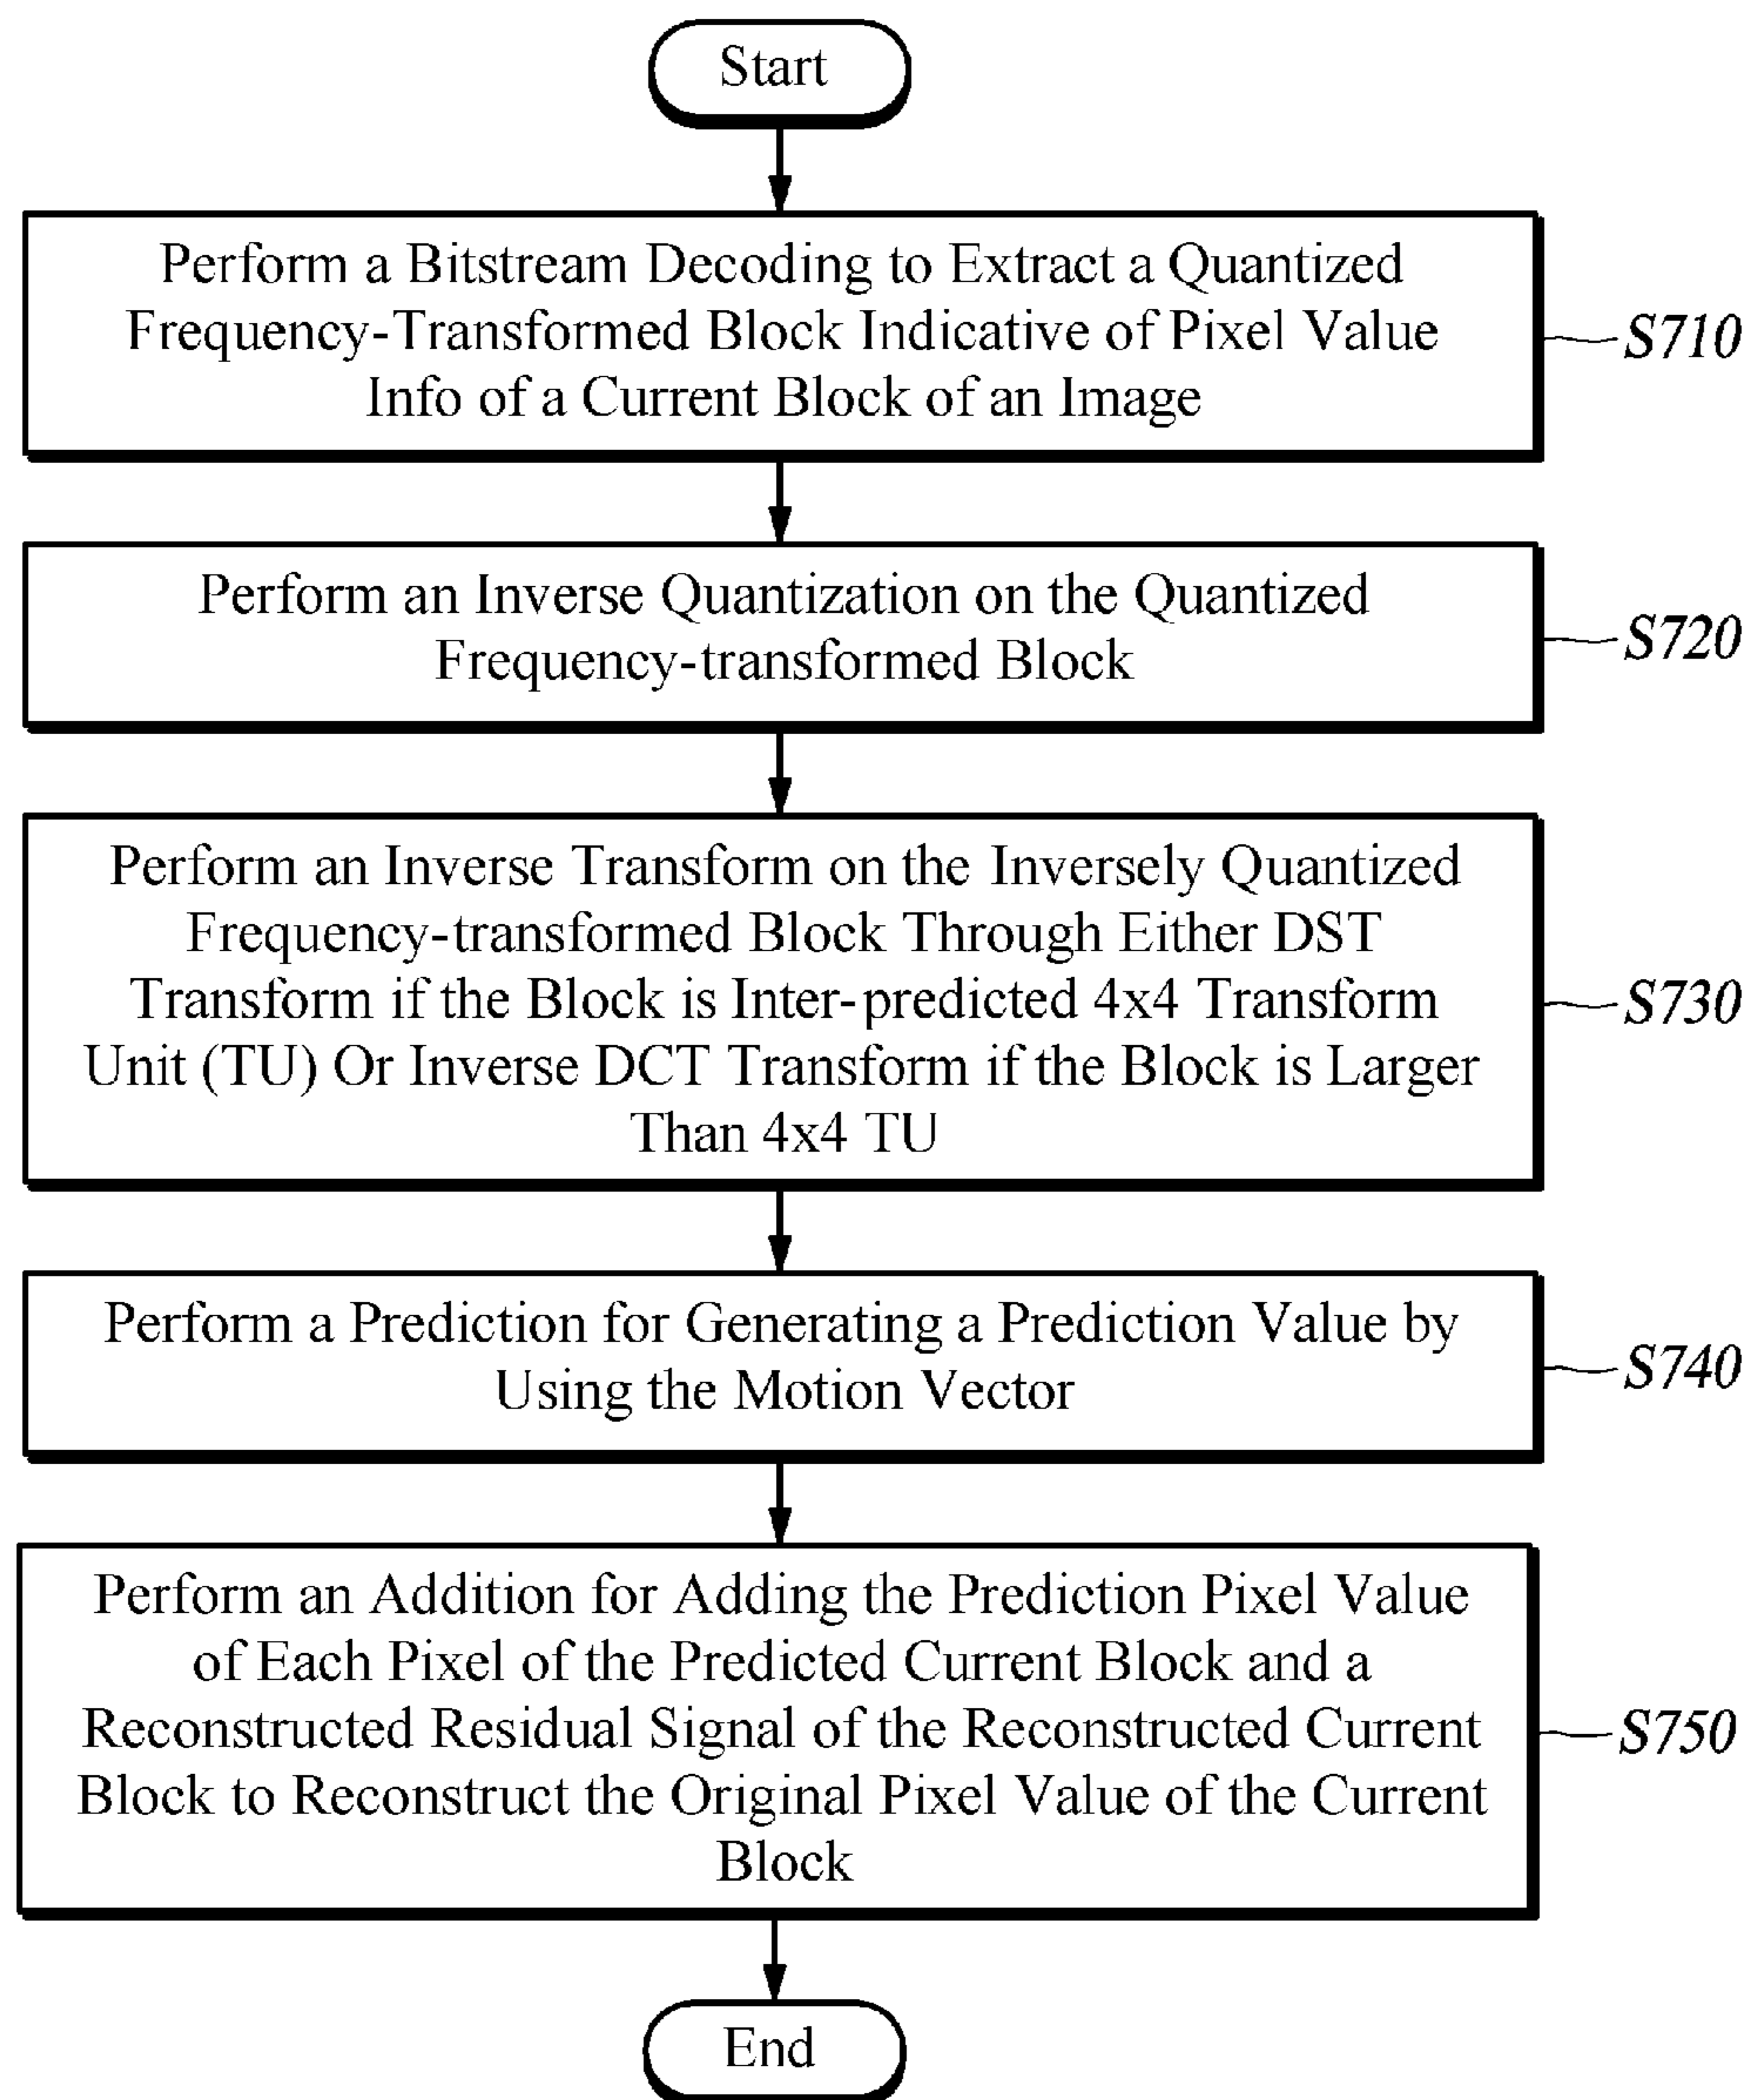 Start
Perform a Bitstream Decoding to Extract a Quantized
Frequency-Transformed Block Indicative of Pixel Value
Info of a Current Block of an Image
S710
Perform an Inverse Quantization on the Quantized
Frequency-transformed Block
S720
Perform an Inverse Transform on the Inversely Quantized
Frequency-transformed Block Through Either DST
Transform if the Block is Inter-predicted 4x4 Transform
Unit (TU) Or Inverse DCT Transform if the Block is Larger
Than 4x4 TU
S730
Perform a Prediction for Generating a Prediction Value by
Using the Motion Vector
S740
Perform an Addition for Adding the Prediction Pixel Value
of Each Pixel of the Predicted Current Block and a
Reconstructed Residual Signal of the Reconstructed Current
Block to Reconstruct the Original Pixel Value of the Current
Block
S750
End